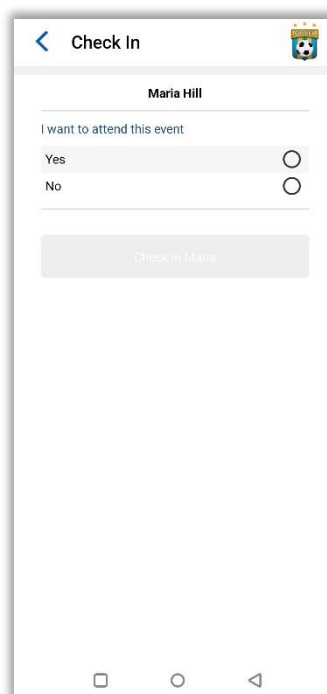 Check In
Maria Hill
I want to attend this event
Yes
No
Check In Maria